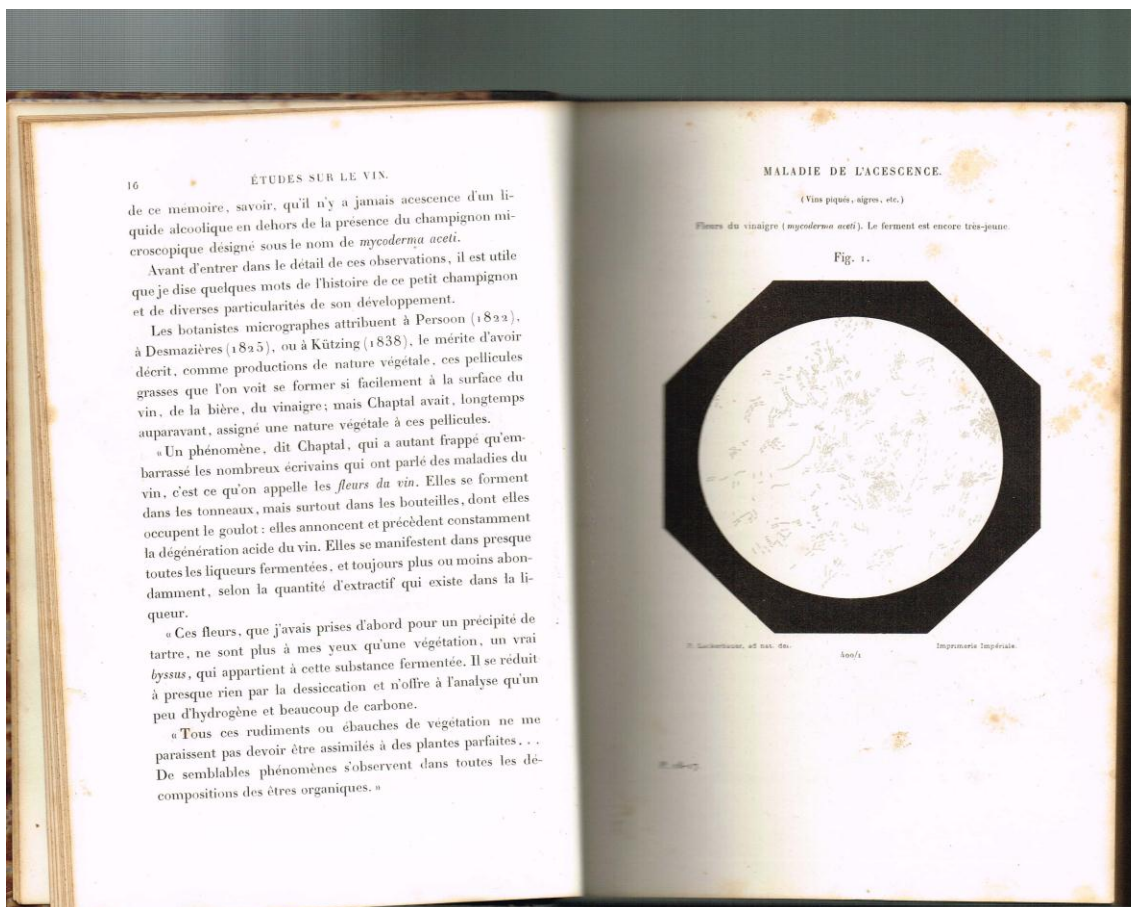 16
ÉTUDES SUR LE VIN.
de ce mémoire, savoir, qu'il n'y a jamais acescence d'un li-
quide alcoolique en dehors de la présence du champignon mi-
croscopique désigné sous le nom de mycoderma aceti.
Avant d'entrer dans le détail de ces observations, il est utile
que je dise quelques mots de l'histoire de ce petit champignon
et de diverses particularités de son développement.
Les botanistes micrographes attribuent à Persoon (1822),
à Desmazières (1825), ou à Kützing (1838), le mérite d'avoir
décrit, comme productions de nature végétale, ces pellicules
grasses que l'on voit se former si facilement à la surface du
vin, de la bière, du vinaigre; mais Chaptal avait, longtemps
auparavant, assigné une nature végétale à ces pellicules.
« Un phénomène, dit Chaptal, qui a autant frappé qu'em-
barrassé les nombreux écrivains qui ont parlé des maladies du
vin, c'est ce qu'on appelle les fleurs du vin. Elles se forment
dans les tonneaux, mais surtout dans les bouteilles, dont elles
occupent le goulot : elles annoncent et précèdent constamment
la dégénération acide du vin. Elles se manifestent dans presque
toutes les liqueurs fermentées, et toujours plus ou moins abon-
damment, selon la quantité d'extractif qui existe dans la li-
queur.
« Ces fleurs, que j'avais prises d'abord pour un précipité de
tartre, ne sont plus à mes yeux qu'une végétation, un vrai
byssus, qui appartient à cette substance fermentée. Il se réduit
à presque rien par la dessiccation et n'offre à l'analyse qu'un
peu d'hydrogène et beaucoup de carbone.
« Tous ces rudiments ou ébauches de végétation ne me
paraissent pas devoir être assimilés à des plantes parfaites...
De semblables phénomènes s'observent dans toutes les dé-
compositions des êtres organiques. »
MALADIE DE L'ACESCENCE.
(Vins piqués, aigres, etc.)
Fleurs du vinaigre (mycoderma aceti). Le ferment est encore très-jeune.
Fig. 1.
P. Lackerbauer, ad nat. del.
400/1
Imprimerie Impériale.